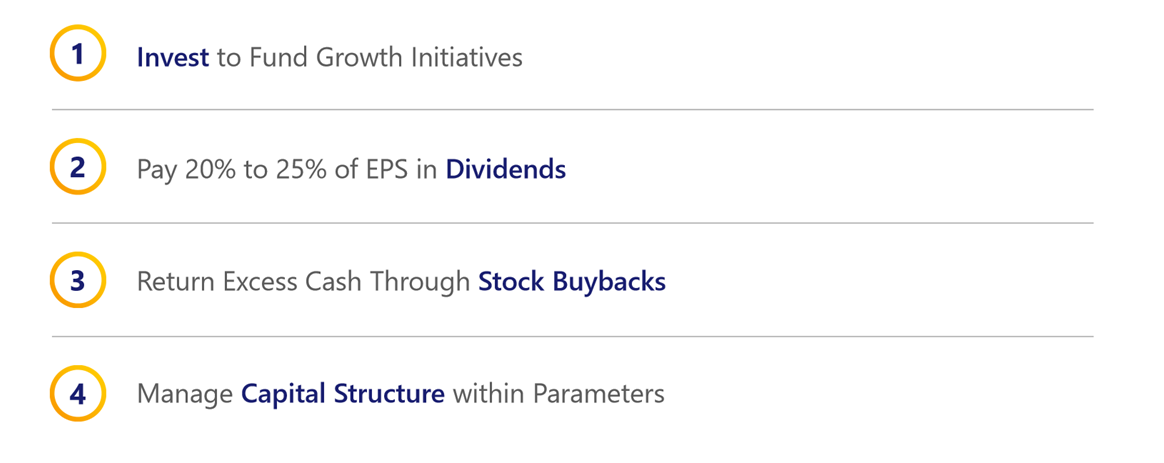 1 Invest to Fund Growth Initiatives
2 Pay 20% to 25% of EPS in Dividends
3 Return Excess Cash Through Stock Buybacks
4 Manage Capital Structure within Parameters